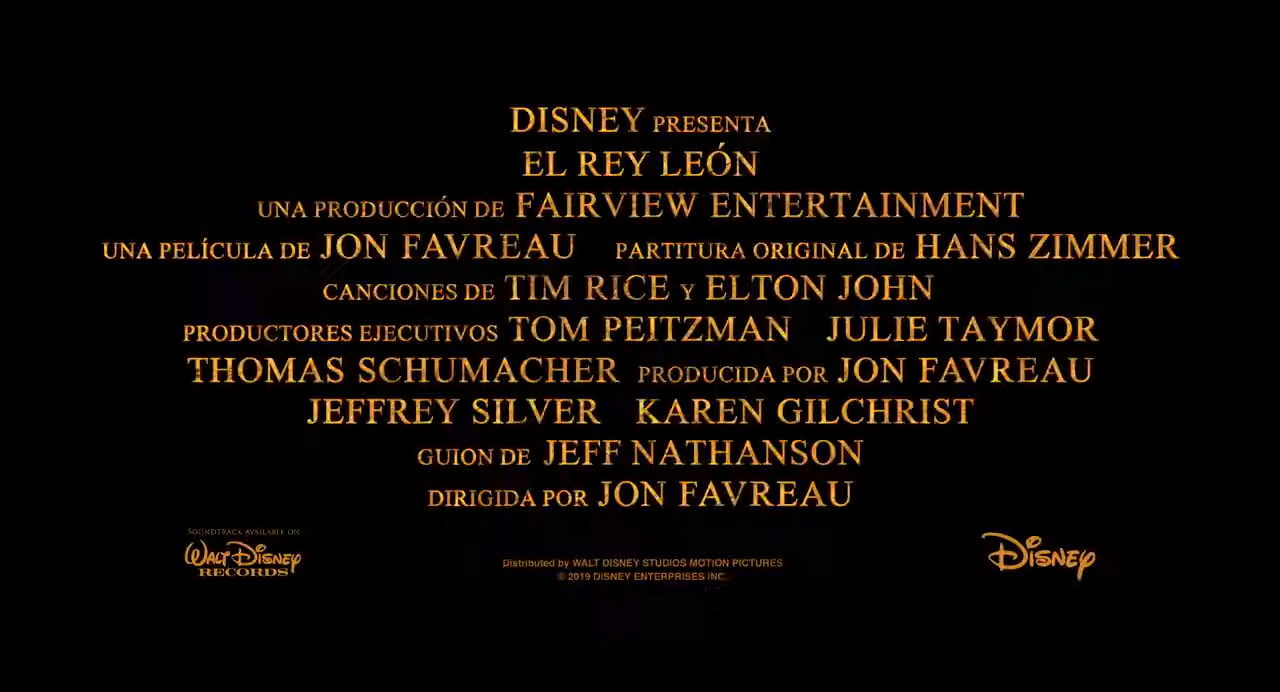 DISNEY PRESENTA
EL REY LEÓN
UNA PRODUCCIÓN DE FAIRVIEW ENTERTAINMENT
UNA PELÍCULA DE JON FAVREAU PARTITURA ORIGINAL DE HANS ZIMMER
CANCIONES DE TIM RICE Y ELTON JOHN
PRODUCTORES EJECUTIVOS TOM PEITZMAN JULIE TAYMOR
THOMAS SCHUMACHER PRODUCIDA POR JON FAVREAU
JEFFREY SILVER KAREN GILCHRIST
GUION DE JEFF NATHANSON
DIRIGIDA POR JON FAVREAU
SOUNDTRACK AVAILABLE ON
WALT DISNEY
RECORDS
Distributed by WALT DISNEY STUDIOS MOTION PICTURES
© 2019 DISNEY ENTERPRISES INC.
DISNEY